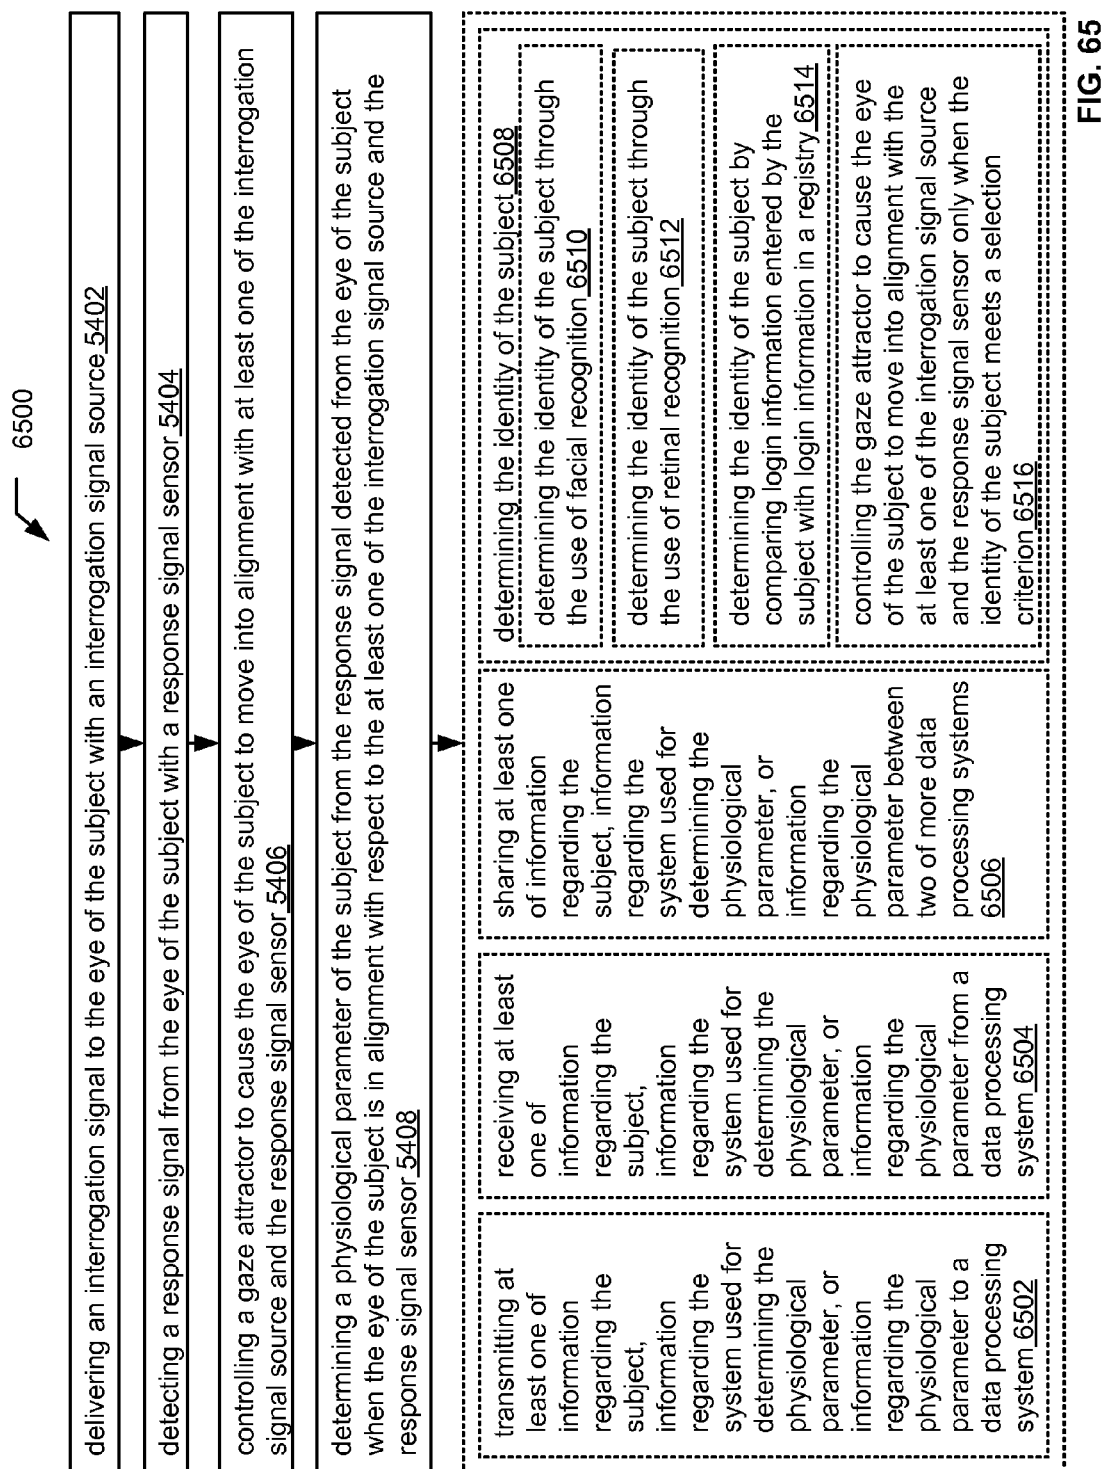 6500
delivering an interrogation signal to the eye of the subject with an interrogation signal source 5402
detecting a response signal from the eye of the subject with a response signal sensor 5404
controlling a gaze attractor to cause the eye of the subject to move into alignment with at least one of the interrogation
signal source and the response signal sensor 5406
determining a physiological parameter of the subject from the response signal detected from the eye of the subject
when the eye of the subject is in alignment with respect to the at least one of the interrogation signal source and the
response signal sensor 5408
transmitting at
least one of
information
regarding the
subject,
information
regarding the
system used for
determining the
physiological
parameter, or
information
regarding the
physiological
parameter to a
data processing
system 6502
receiving at least
one of
information
regarding the
subject,
information
regarding the
system used for
determining the
physiological
parameter, or
information
regarding the
physiological
parameter from a
data processing
system 6504
sharing at least one
of information
regarding the
subject, information
regarding the
system used for
determining the
physiological
parameter, or
information
regarding the
physiological
parameter between
two of more data
processing systems
6506
determining the identity of the subject 6508
determining the identity of the subject through
the use of facial recognition 6510
determining the identity of the subject through
the use of retinal recognition 6512
determining the identity of the subject by
comparing login information entered by the
subject with login information in a registry 6514
controlling the gaze attractor to cause the eye
of the subject to move into alignment with the
at least one of the interrogation signal source
and the response signal sensor only when the
identity of the subject meets a selection
criterion 6516
FIG. 65